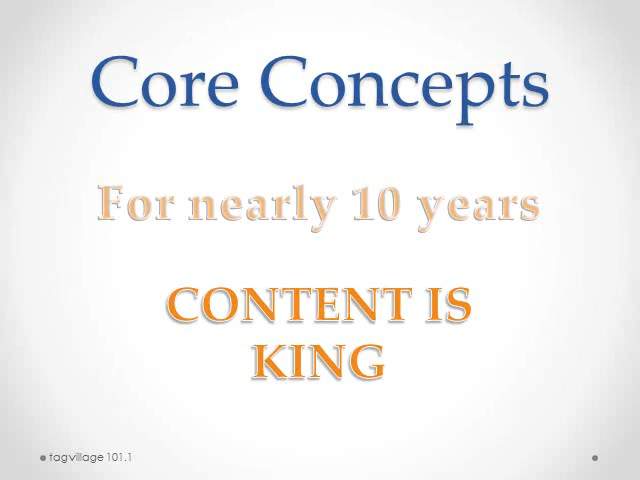 Core Concepts
For nearly 10 years
CONTENT IS
KING
tagvillage 101.1